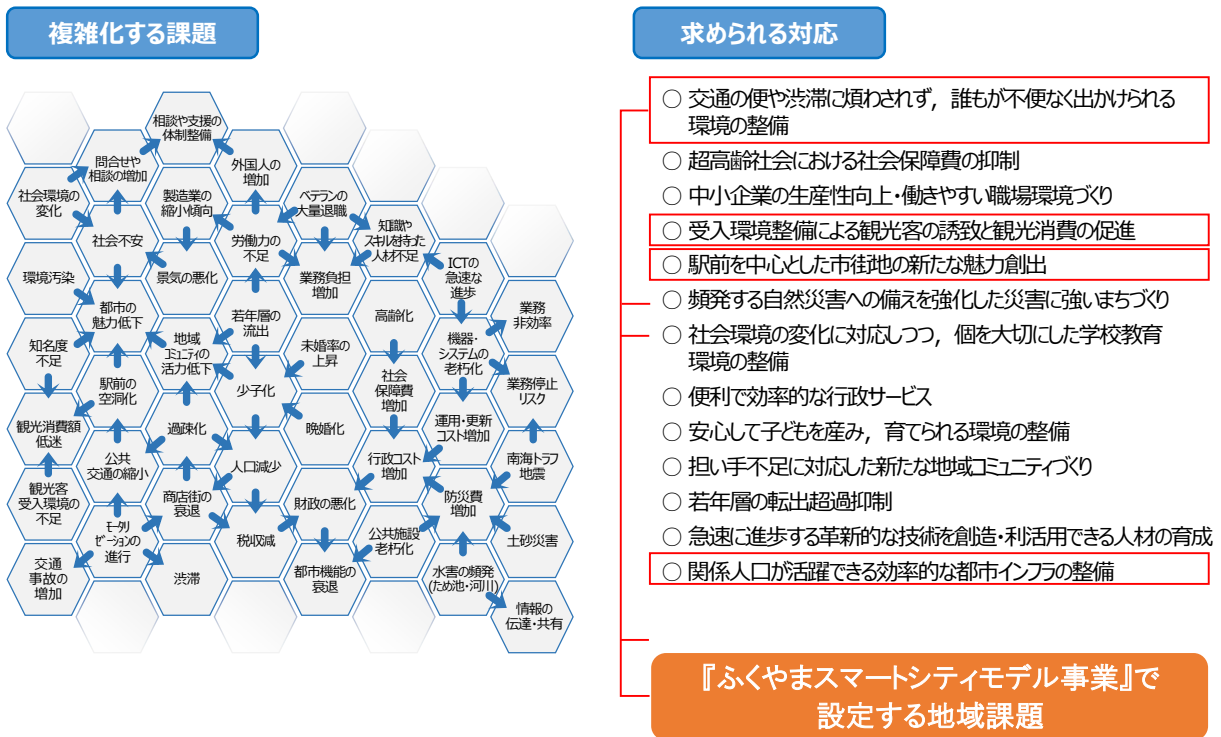 複雑化する課題
相談や支援の
体制整備
問合せや
相談の増加
外国人の
増加
社会環境の
変化
製造業の
縮小傾向
ベテランの
大量退職
社会不安
労働力の
不足
知識や
スキルを持った
人材不足
環境汚染
景気の悪化
業務負担
増加
ICTの
急速な
進歩
都市の
魅力低下
若年層の
流出
高齢化
業務
非効率
知名度
不足
地域
コミュニティの
活力低下
未婚率の
上昇
機器・
システムの
老朽化
駅前の
空洞化
少子化
社会
保障費
増加
業務停止
リスク
観光消費額
低迷
過疎化
晩婚化
運用・更新
コスト増加
公共
交通の縮小
人口減少
行政コスト
増加
南海トラフ
地震
観光客
受入環境の
不足
商店街の
衰退
財政の悪化
防災費
増加
モータリ
ゼーションの
進行
税収減
公共施設
老朽化
土砂災害
交通
事故の
増加
渋滞
都市機能の
衰退
水害の頻発
(ため池・河川)
情報の
伝達・共有
求められる対応
○ 交通の便や渋滞に煩わされず，誰もが不便なく出かけられる
環境の整備
○ 超高齢社会における社会保障費の抑制
○ 中小企業の生産性向上・働きやすい職場環境づくり
○ 受入環境整備による観光客の誘致と観光消費の促進
○ 駅前を中心とした市街地の新たな魅力創出
○ 頻発する自然災害への備えを強化した災害に強いまちづくり
○ 社会環境の変化に対応しつつ，個を大切にした学校教育
環境の整備
○ 便利で効率的な行政サービス
○ 安心して子どもを産み，育てられる環境の整備
○ 担い手不足に対応した新たな地域コミュニティづくり
○ 若年層の転出超過抑制
○ 急速に進歩する革新的な技術を創造・利活用できる人材の育成
○ 関係人口が活躍できる効率的な都市インフラの整備
『ふくやまスマートシティモデル事業』で
設定する地域課題